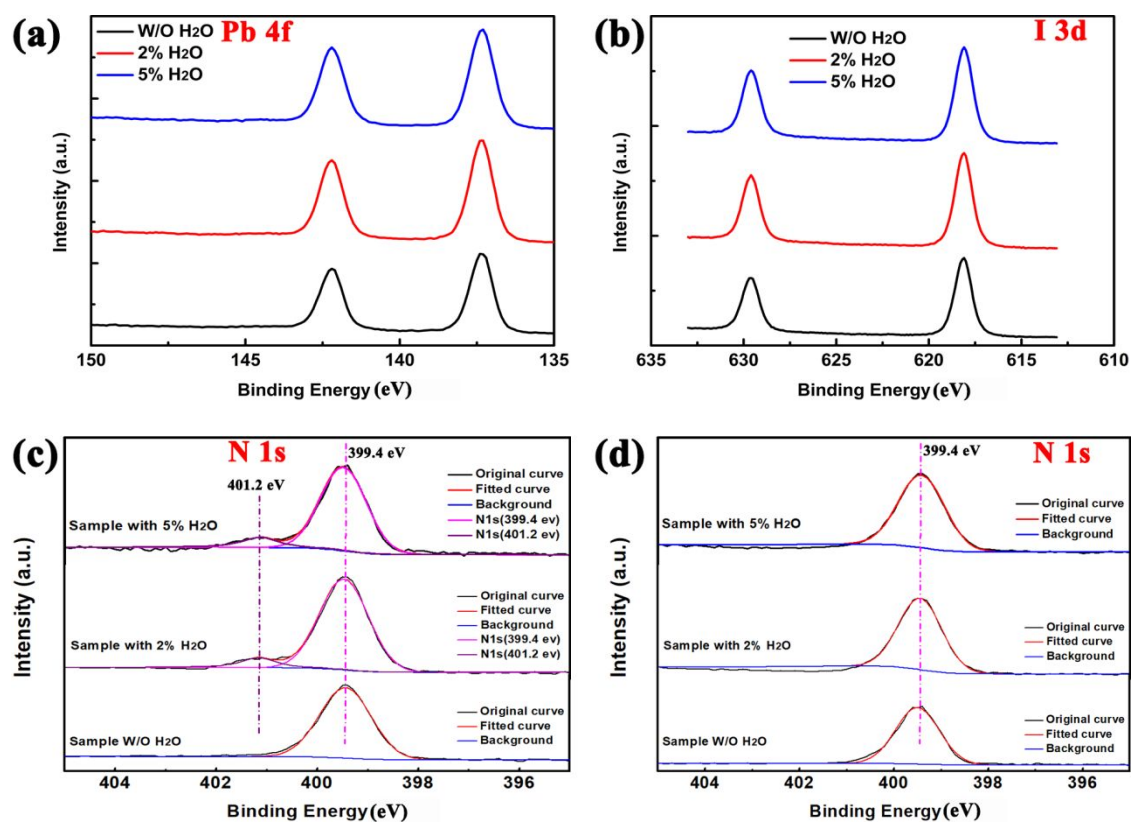 (a)
Pb 4f
W/O H2O
2% H2O
5% H2O
Intensity (a.u.)
150
145
140
135
Binding Energy (eV)
(b)
I 3d
W/O H2O
2% H2O
5% H2O
Intensity (a.u.)
635
630
625
620
615
610
Binding Energy (eV)
(c)
N 1s
399.4 eV
401.2 eV
Original curve
Fitted curve
Background
N1s(399.4 ev)
N1s(401.2 ev)
Sample with 5% H2O
Original curve
Fitted curve
Background
N1s(399.4 ev)
N1s(401.2 ev)
Sample with 2% H2O
Original curve
Fitted curve
Background
Sample W/O H2O
Intensity (a.u.)
404
402
400
398
396
Binding Energy (eV)
(d)
N 1s
399.4 eV
Original curve
Fitted curve
Background
Sample with 5% H2O
Original curve
Fitted curve
Background
Sample with 2% H2O
Original curve
Fitted curve
Background
Sample W/O H2O
Intensity (a.u.)
404
402
400
398
396
Binding Energy (eV)